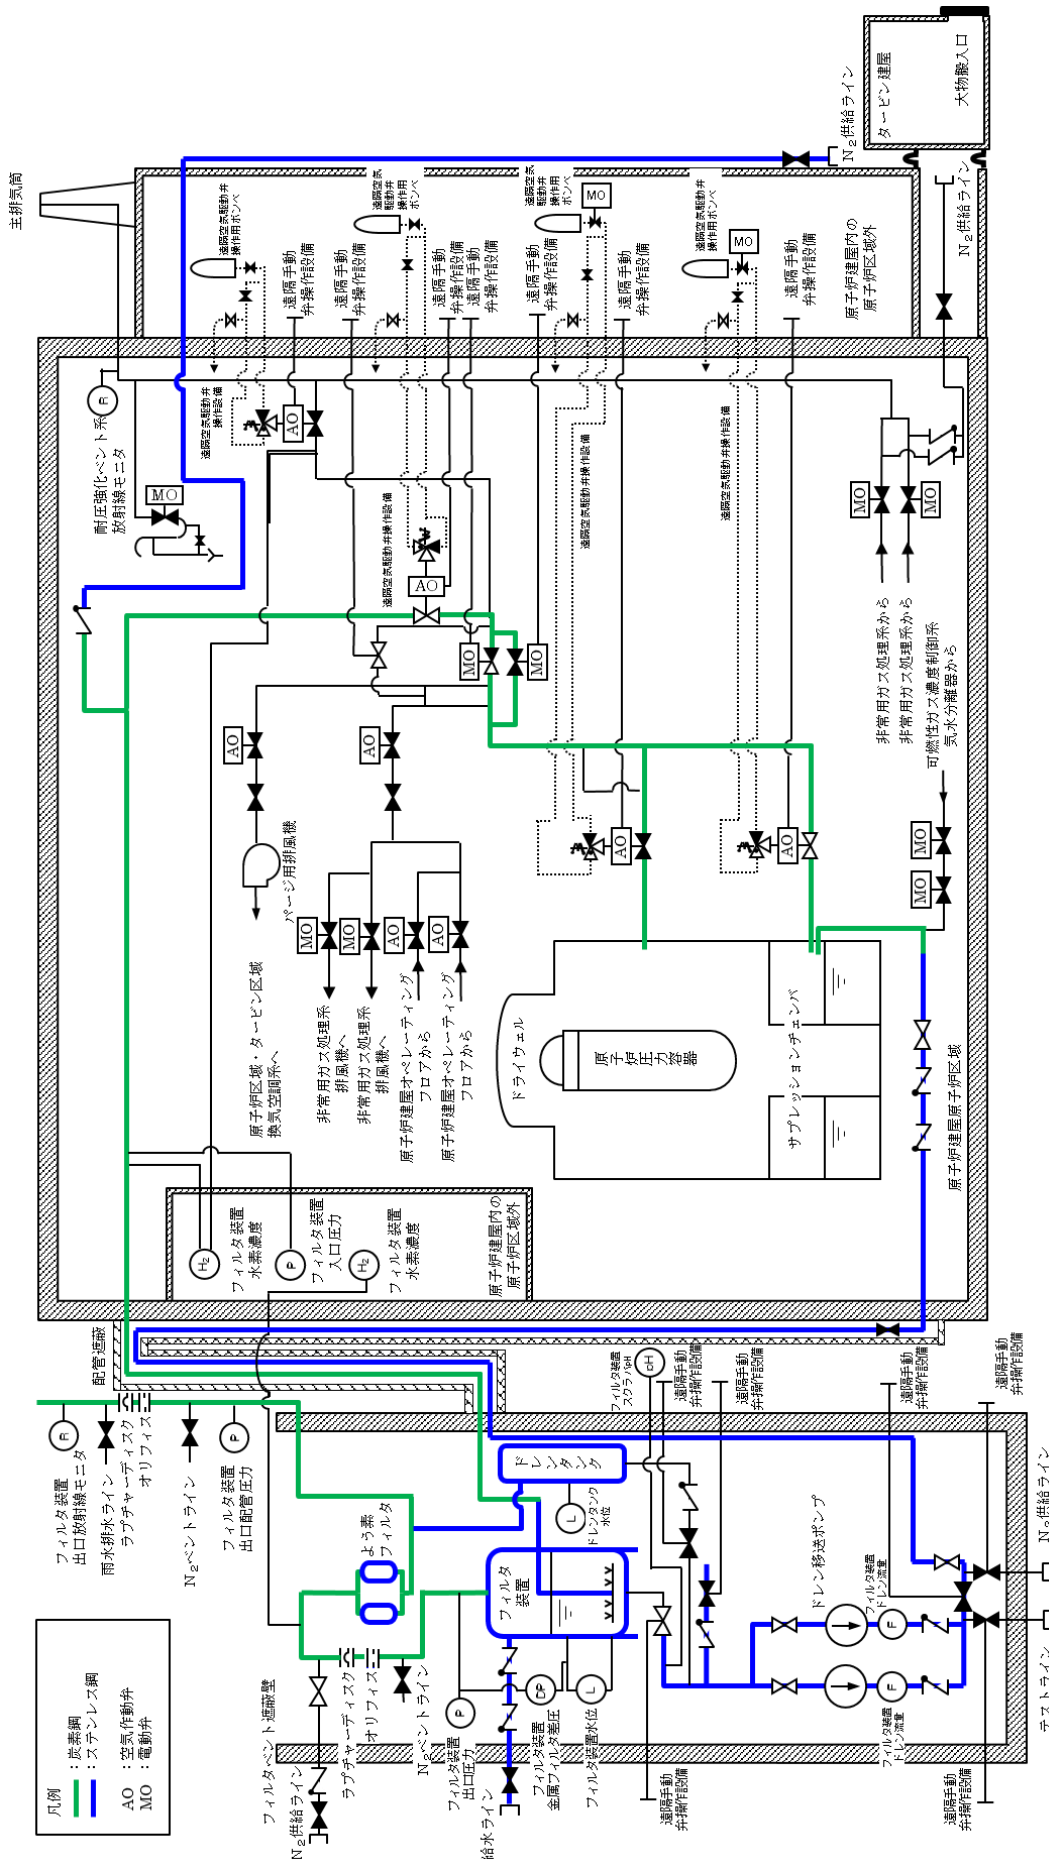 凡例
：炭素鋼
：ステンレス鋼
AO：空気作動弁
MO：電動弁
フィルタベント遮蔽壁
N₂供給ライン
ラプチャーディスク
オリフィス
N₂ベントライン
フィルタ装置
出口圧力
給水ライン
フィルタ装置
金属フィルタ差圧
フィルタ装置水位
遠隔手動
弁操作設備
フィルタ装置
ドレン流量
遠隔手動
弁操作設備
テストライン
N₂供給ライン
フィルタ装置
出口放射線モニタ
雨水排水ライン
ラプチャーディスク
オリフィス
N₂ベントライン
フィルタ装置
出口配管圧力
よう素
フィルタ
フィルタ
装置
ドレンタンク
ドレンタンク
水位
ドレン移送ポンプ
フィルタ装置
ドレン流量
フィルタ装置
スクラバpH
遠隔手動
弁操作設備
遠隔手動
弁操作設備
遠隔手動
弁操作設備
遠隔手動
弁操作設備
R
P
P
DP
L
L
pH
F
F
配管遮蔽
H₂
P
H₂
フィルタ装置
水素濃度
フィルタ装置
入口圧力
フィルタ装置
水素濃度
原子炉建屋内の
原子炉区域外
原子炉区域・タービン区域
換気空調系へ
非常用ガス処理系
排風機へ
非常用ガス処理系
排風機へ
原子炉建屋オペレーティング
フロアから
原子炉建屋オペレーティング
フロアから
パージ用排風機
ドライウェル
原子炉
圧力容器
サプレッションチェンバ
原子炉建屋原子炉区域
AO
AO
MO
MO
AO
AO
MO
MO
AO
AO
AO
AO
MO
MO
MO
MO
MO
非常用ガス処理系から
非常用ガス処理系から
可燃性ガス濃度制御系
気水分離器から
R
耐圧強化ベント系
放射線モニタ
遠隔空気駆動弁
操作設備
遠隔空気駆動弁操作設備
遠隔空気駆動弁操作設備
遠隔空気駆動弁操作設備
主排気筒
遠隔空気駆動弁
操作用ボンベ
遠隔手動
弁操作設備
遠隔手動
弁操作設備
遠隔空気
駆動弁
操作用
ボンベ
遠隔手動
弁操作設備
遠隔手動
弁操作設備
遠隔空気
駆動弁
操作用
ボンベ
MO
遠隔手動
弁操作設備
遠隔手動
弁操作設備
遠隔空気駆動弁
操作用ボンベ
MO
遠隔手動
弁操作設備
原子炉建屋内の
原子炉区域外
N₂供給ライン
N₂供給ライン
タービン建屋
大物搬入口